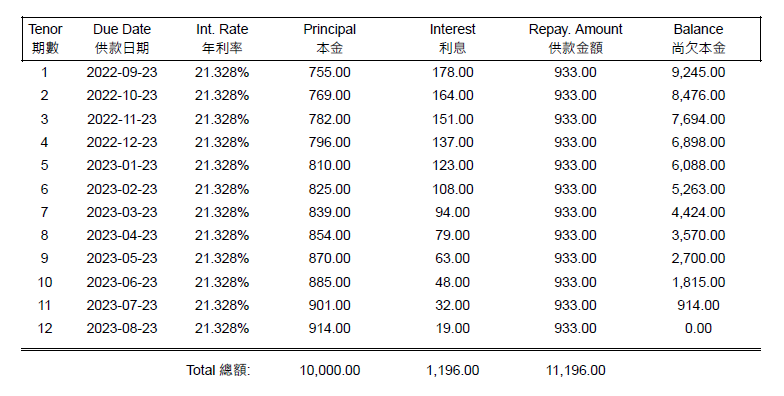 Tenor Due Date Int. Rate Principal Interest Repay. Amount Balance
期數 供款日期 年利率 本金 利息 供款金額 尚欠本金
1 2022-09-23 21.328% 755.00 178.00 933.00 9,245.00
2 2022-10-23 21.328% 769.00 164.00 933.00 8,476.00
3 2022-11-23 21.328% 782.00 151.00 933.00 7,694.00
4 2022-12-23 21.328% 796.00 137.00 933.00 6,898.00
5 2023-01-23 21.328% 810.00 123.00 933.00 6,088.00
6 2023-02-23 21.328% 825.00 108.00 933.00 5,263.00
7 2023-03-23 21.328% 839.00 94.00 933.00 4,424.00
8 2023-04-23 21.328% 854.00 79.00 933.00 3,570.00
9 2023-05-23 21.328% 870.00 63.00 933.00 2,700.00
10 2023-06-23 21.328% 885.00 48.00 933.00 1,815.00
11 2023-07-23 21.328% 901.00 32.00 933.00 914.00
12 2023-08-23 21.328% 914.00 19.00 933.00 0.00
Total 總額: 10,000.00 1,196.00 11,196.00